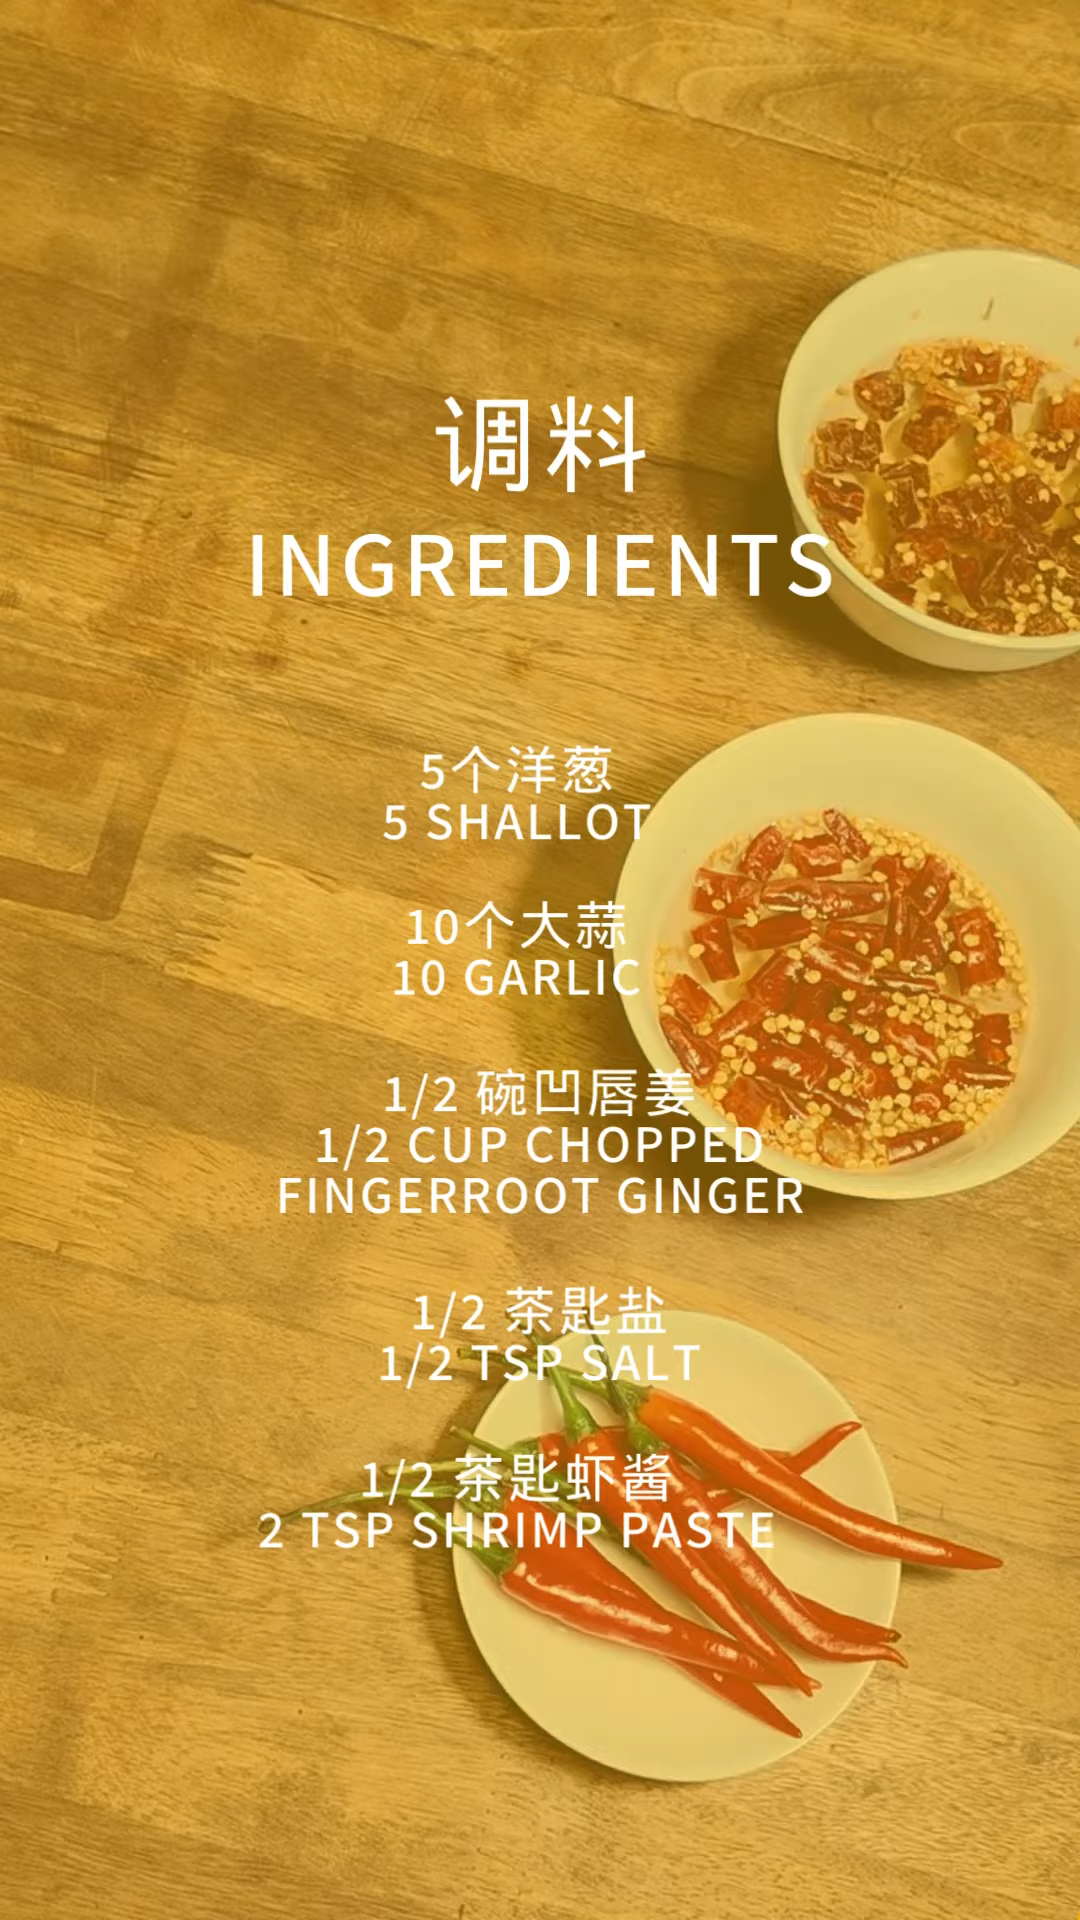 调料
INGREDIENTS
5个洋葱
5 SHALLOT
10个大蒜
10 GARLIC
1/2 碗凹唇姜
1/2 CUP CHOPPED
FINGERROOT GINGER
1/2 茶匙盐
1/2 TSP SALT
1/2 茶匙虾酱
2 TSP SHRIMP PASTE